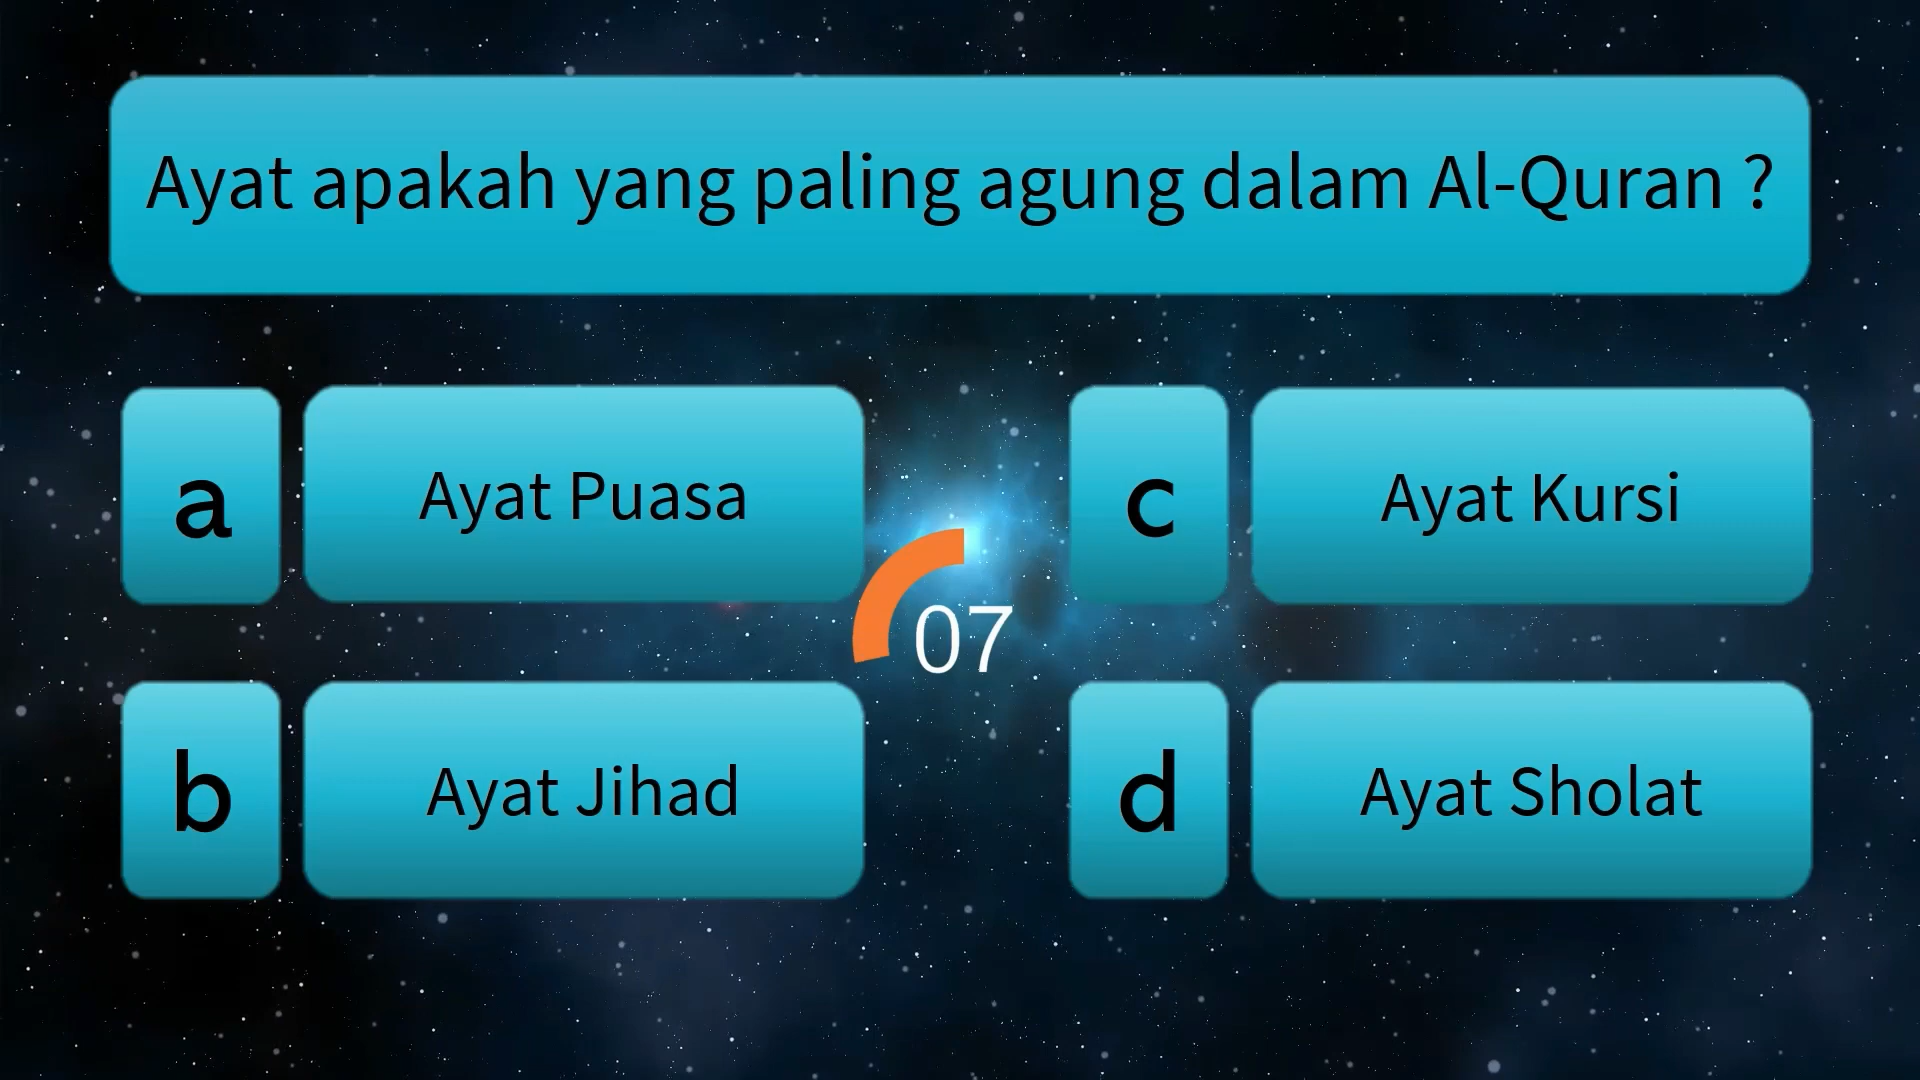 Ayat apakah yang paling agung dalam Al-Quran ?
a
Ayat Puasa
c
Ayat Kursi
07
b
Ayat Jihad
d
Ayat Sholat